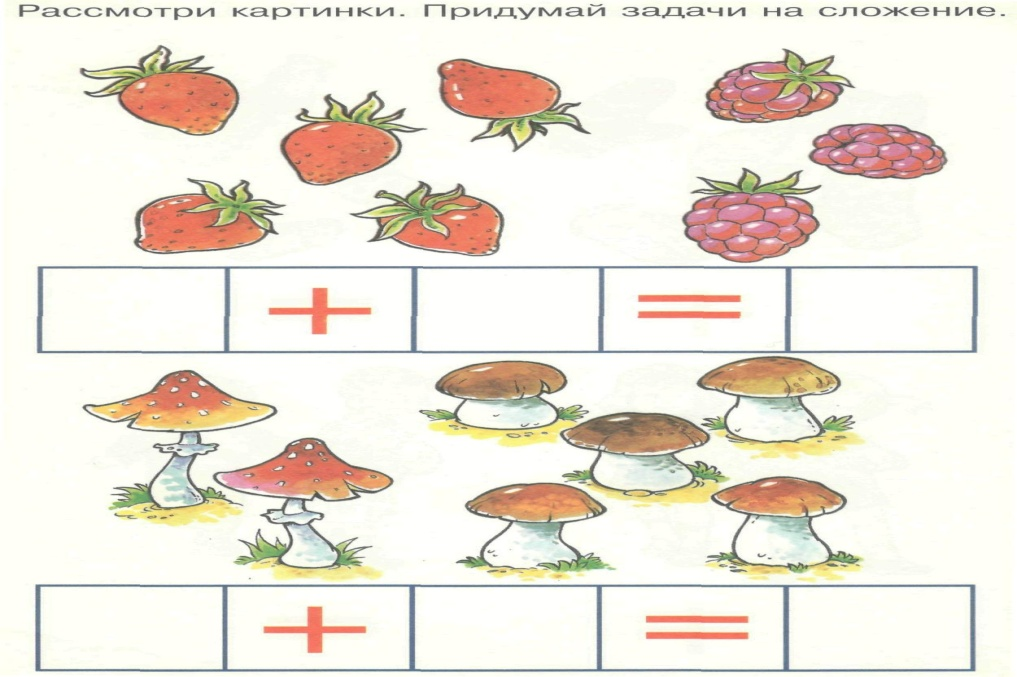 Рассмотри картинки. Придумай задачи на сложение.
+ =
+ =